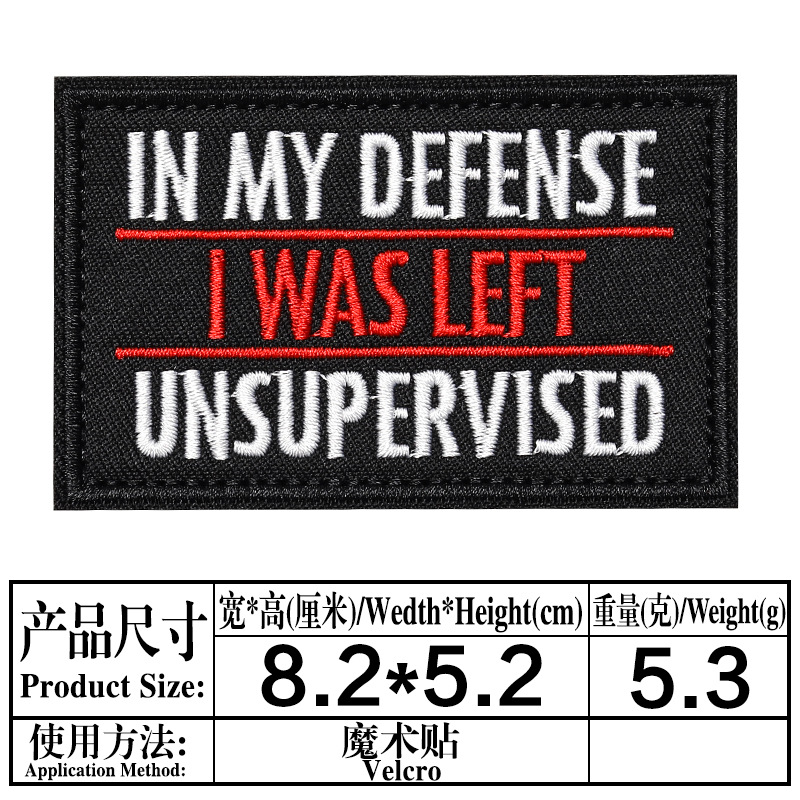 IN MY DEFENSE
I WAS LEFT
UNSUPERVISED
产品尺寸
Product Size:
宽*高(厘米)/Wedth*Height(cm)
重量(克)/Weight(g)
8.2*5.2
5.3
使用方法:
Application Method:
魔术贴
Velcro